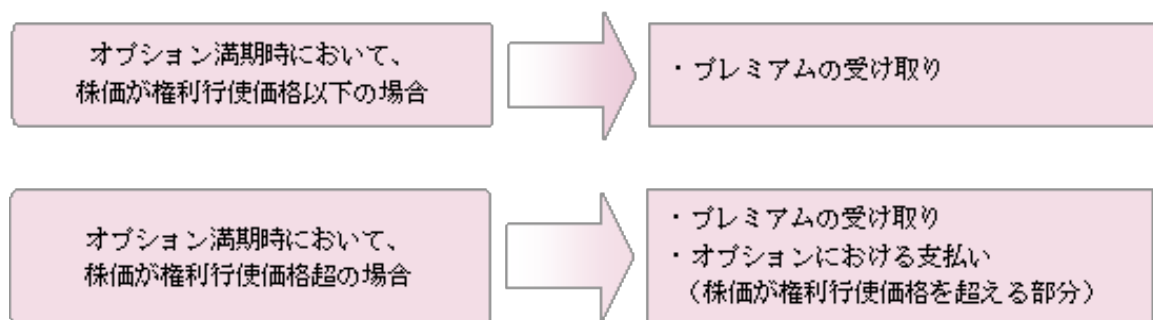 オプション満期時において、
株価が権利行使価格以下の場合
・プレミアムの受け取り
オプション満期時において、
株価が権利行使価格超の場合
・プレミアムの受け取り
・オプションにおける支払い
（株価が権利行使価格を超える部分）